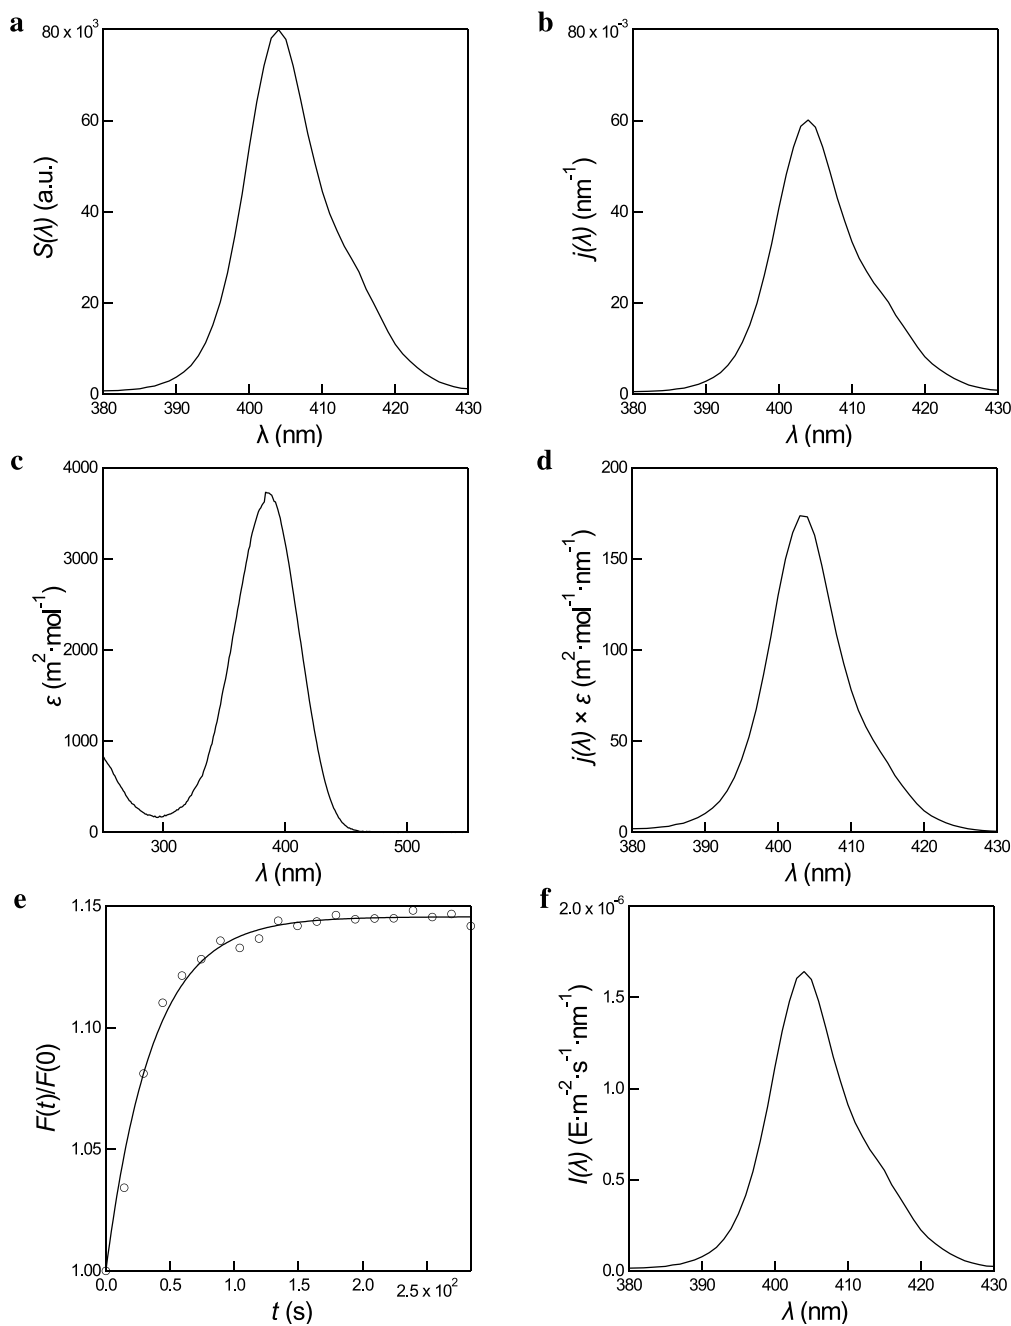 a
80 x 10³
60
40
20
0
S(λ) (a.u.)
380 390 400 410 420 430
λ (nm)
b
80 x 10⁻³
60
40
20
0
j(λ) (nm⁻¹)
380 390 400 410 420 430
λ (nm)
c
4000
3000
2000
1000
0
ε (m²·mol⁻¹)
300 400 500
λ (nm)
d
200
150
100
50
0
j(λ) × ε (m²·mol⁻¹·nm⁻¹)
380 390 400 410 420 430
λ (nm)
e
1.15
1.10
1.05
1.00
F(t)/F(0)
0.0 0.5 1.0 1.5 2.0
2.5 x 10²
t (s)
f
2.0 x 10⁻⁶
1.5
1.0
0.5
0.0
I(λ) (E·m⁻²·s⁻¹·nm⁻¹)
380 390 400 410 420 430
λ (nm)